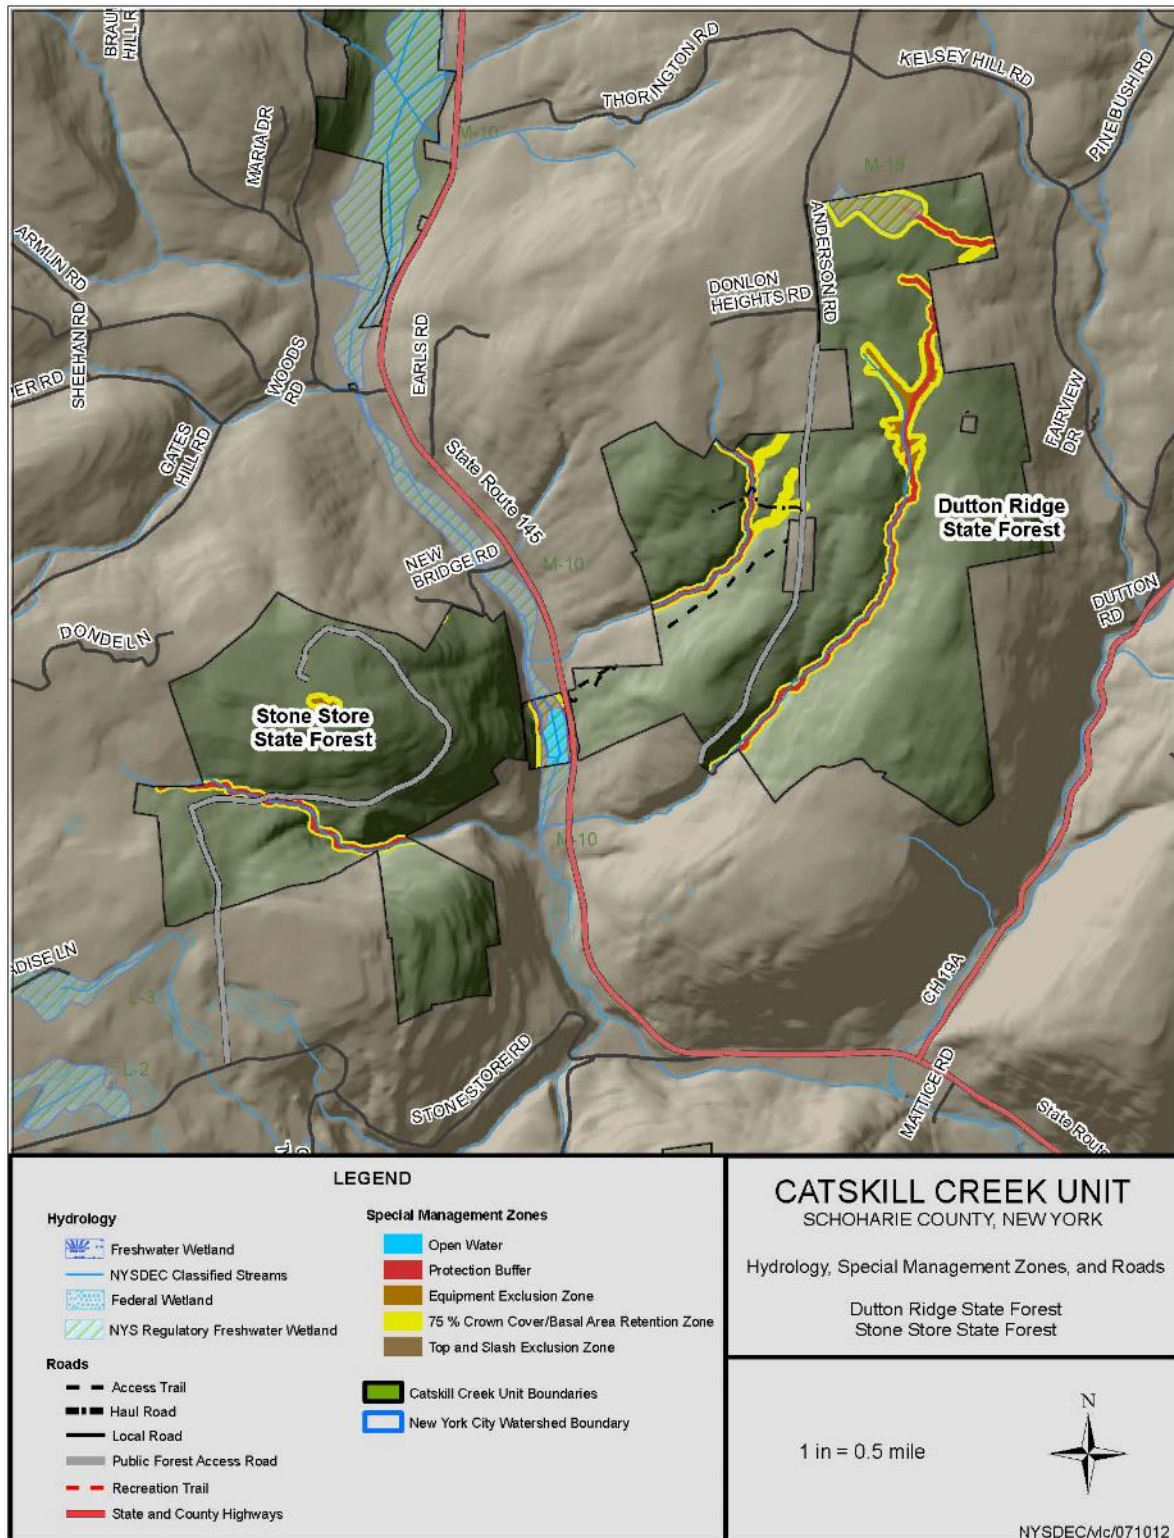 BRAUN
HILL RD
THORINGTON RD
KELSEY HILL RD
PINE BUSH RD
MARIA DR
M-10
M-15
ARMLIN RD
SHEEHAN RD
ANDERSON RD
DONLON
HEIGHTS RD
EARLS RD
WOODS
RD
GATES
HILL RD
FAIRVIEW
DR
State Route 145
Dutton Ridge
State Forest
NEW
BRIDGE RD
M-10
DUTTON
RD
DONDE LN
Stone Store
State Forest
M-10
ADISE LN
L-3
CH 19A
L-2
STONE STORE RD
MATTICE RD
State Route
LEGEND
Hydrology
Freshwater Wetland
NYSDEC Classified Streams
Federal Wetland
NYS Regulatory Freshwater Wetland
Roads
Access Trail
Haul Road
Local Road
Public Forest Access Road
Recreation Trail
State and County Highways
Special Management Zones
Open Water
Protection Buffer
Equipment Exclusion Zone
75 % Crown Cover/Basal Area Retention Zone
Top and Slash Exclusion Zone
Catskill Creek Unit Boundaries
New York City Watershed Boundary
CATSKILL CREEK UNIT
SCHOHARIE COUNTY, NEW YORK
Hydrology, Special Management Zones, and Roads
Dutton Ridge State Forest
Stone Store State Forest
1 in = 0.5 mile
N
NYSDEC/vlc/071012